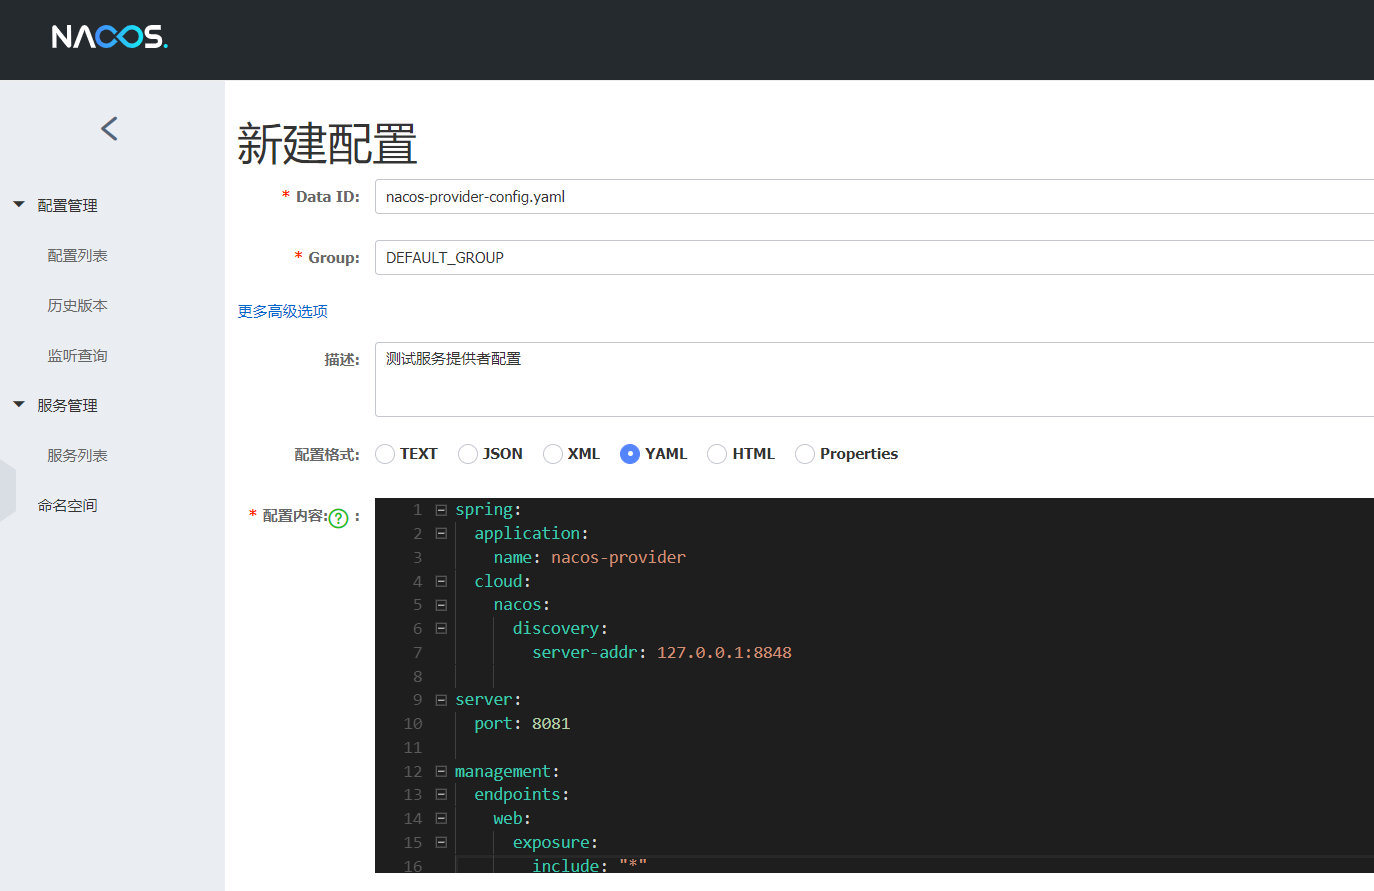 NACOS.
新建配置
* Data ID: nacos-provider-config.yaml
* Group: DEFAULT_GROUP
更多高级选项
描述: 测试服务提供者配置
配置格式: TEXT JSON XML YAML HTML Properties
* 配置内容: ? :
1 spring:
2 application:
3 name: nacos-provider
4 cloud:
5 nacos:
6 discovery:
7 server-addr: 127.0.0.1:8848
8
9 server:
10 port: 8081
11
12 management:
13 endpoints:
14 web:
15 exposure:
16 include: "*"
配置管理
配置列表
历史版本
监听查询
服务管理
服务列表
命名空间